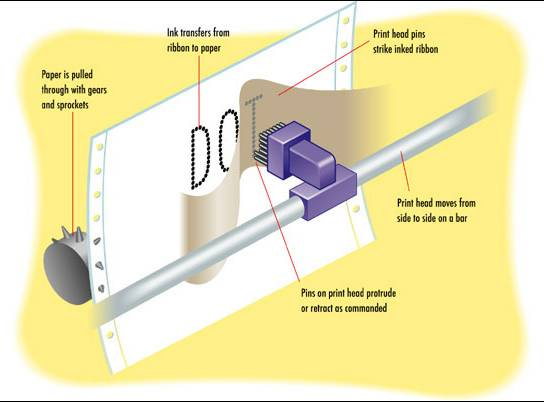 Ink transfers from
ribbon to paper
Print head pins
strike inked ribbon
Paper is pulled
through with gears
and sprockets
DOT
Print head moves from
side to side on a bar
Pins on print head protrude
or retract as commanded